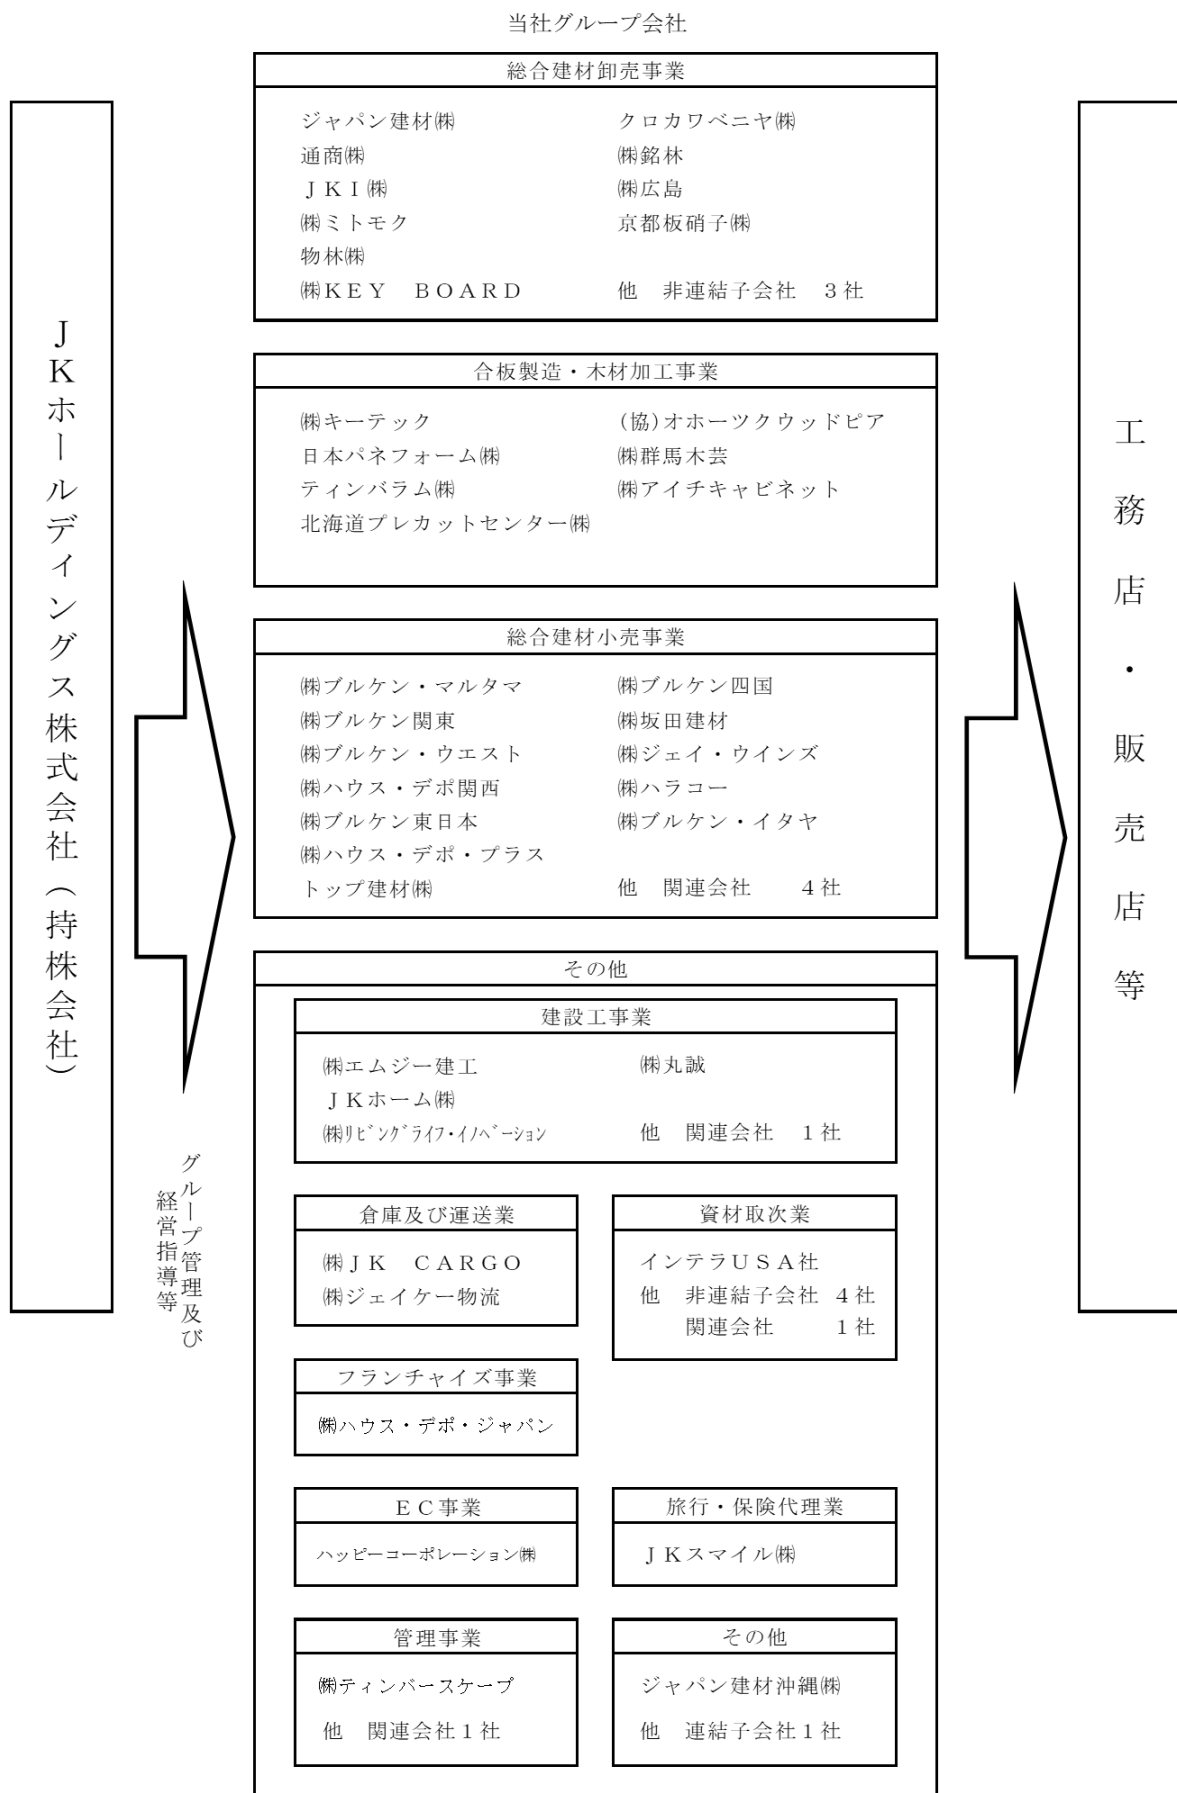 当社グループ会社
JKホールディングス株式会社(持株会社)
グループ管理及び
経営指導等
総合建材卸売事業
ジャパン建材㈱ クロカワベニヤ㈱
通商㈱ ㈱銘林
ＪＫＩ㈱ ㈱広島
㈱ミトモク 京都板硝子㈱
物林㈱
㈱ＫＥＹ　ＢＯＡＲＤ 他　非連結子会社　３社
合板製造・木材加工事業
㈱キーテック (協)オホーツクウッドピア
日本パネフォーム㈱ ㈱群馬木芸
ティンバラム㈱ ㈱アイチキャビネット
北海道プレカットセンター㈱
総合建材小売事業
㈱ブルケン・マルタマ ㈱ブルケン四国
㈱ブルケン関東 ㈱坂田建材
㈱ブルケン・ウエスト ㈱ジェイ・ウインズ
㈱ハウス・デポ関西 ㈱ハラコー
㈱ブルケン東日本 ㈱ブルケン・イタヤ
㈱ハウス・デポ・プラス
トップ建材㈱ 他　関連会社　４社
その他
建設工事業
㈱エムジー建工 ㈱丸誠
ＪＫホーム㈱
㈱ﾘﾋﾞﾝｸﾞﾗｲﾌ･ｲﾉﾍﾞｰｼｮﾝ 他　関連会社　１社
倉庫及び運送業
㈱ＪＫ　ＣＡＲＧＯ
㈱ジェイケー物流
資材取次業
インテラＵＳＡ社
他　非連結子会社　４社
関連会社　１社
フランチャイズ事業
㈱ハウス・デポ・ジャパン
ＥＣ事業
ハッピーコーポレーション㈱
旅行・保険代理業
ＪＫスマイル㈱
管理事業
㈱ティンバースケープ
他　関連会社１社
その他
ジャパン建材沖縄㈱
他　連結子会社１社
工務店・販売店等